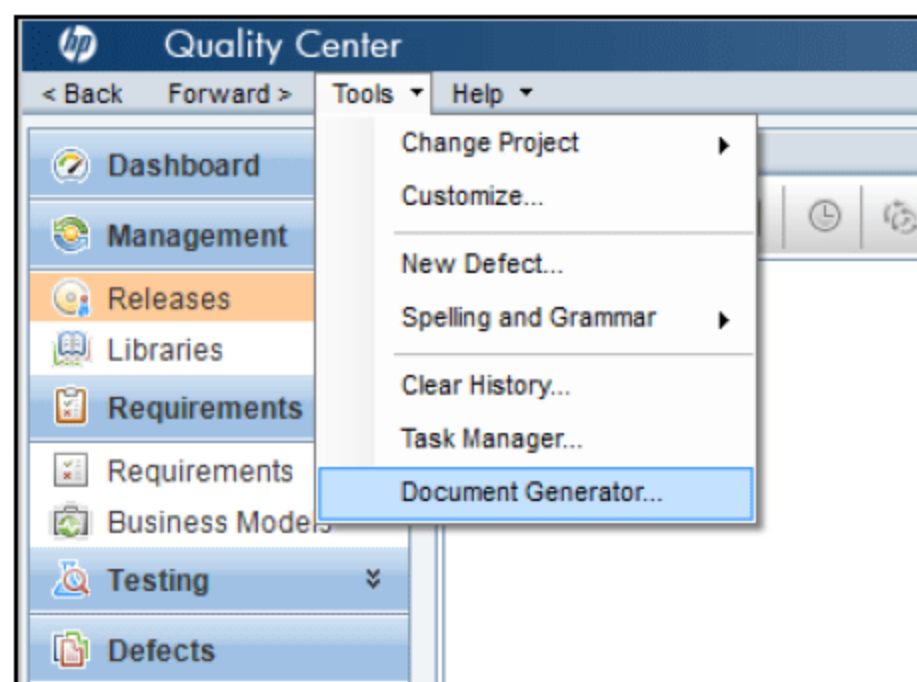 hp Quality Center
< Back Forward > Tools Help
Change Project
Customize...
New Defect...
Spelling and Grammar
Clear History...
Task Manager...
Document Generator...
Dashboard
Management
Releases
Libraries
Requirements
Requirements
Business Models
Testing
Defects